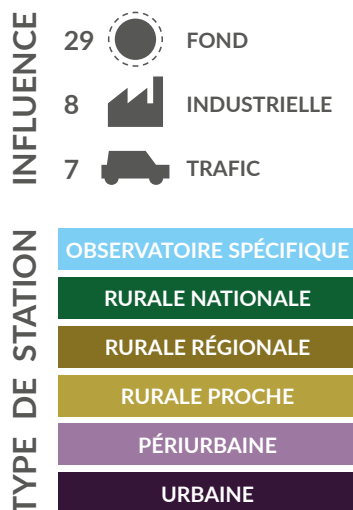 INFLUENCE
29 FOND
8 INDUSTRIELLE
7 TRAFIC
TYPE DE STATION
OBSERVATOIRE SPÉCIFIQUE
RURALE NATIONALE
RURALE RÉGIONALE
RURALE PROCHE
PÉRIURBAINE
URBAINE